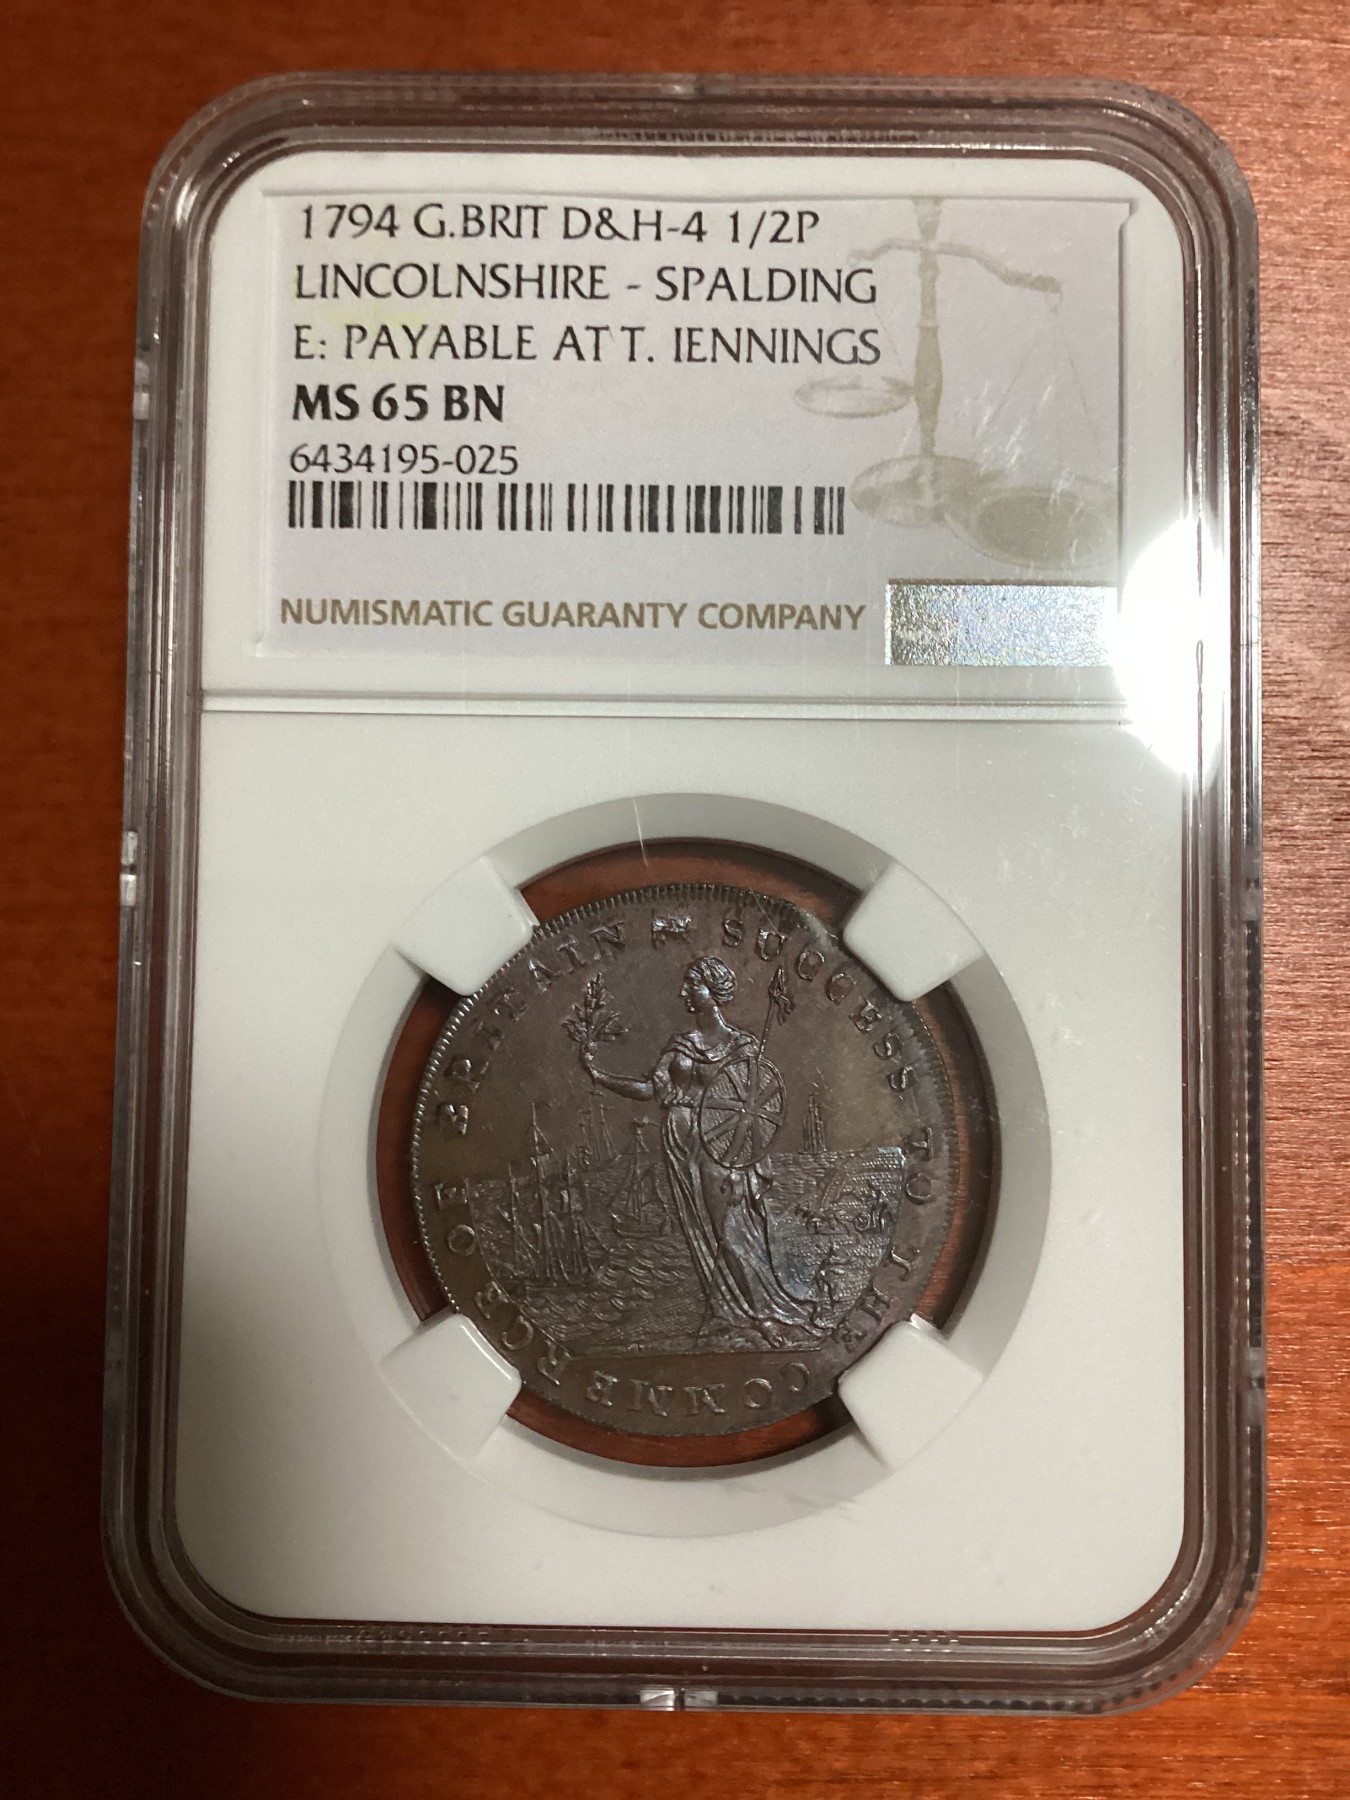 1794 G.BRIT D&H-4 1/2P
LINCOLNSHIRE - SPALDING
E: PAYABLE AT T. IENNINGS
MS 65 BN
6434195-025
NUMISMATIC GUARANTY COMPANY
SUCCESS TO THE COMMERCE OF BRITAIN